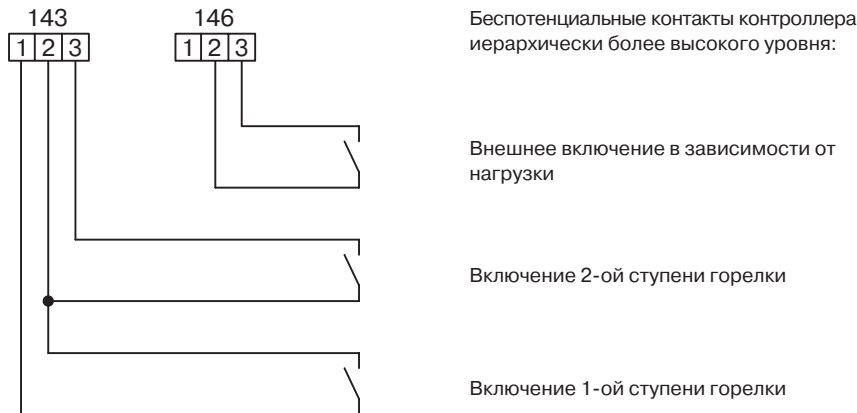 143
146
1 2 3
1 2 3
Беспотенциальные контакты контроллера
иерархически более высокого уровня:
Внешнее включение в зависимости от
нагрузки
Включение 2-ой ступени горелки
Включение 1-ой ступени горелки